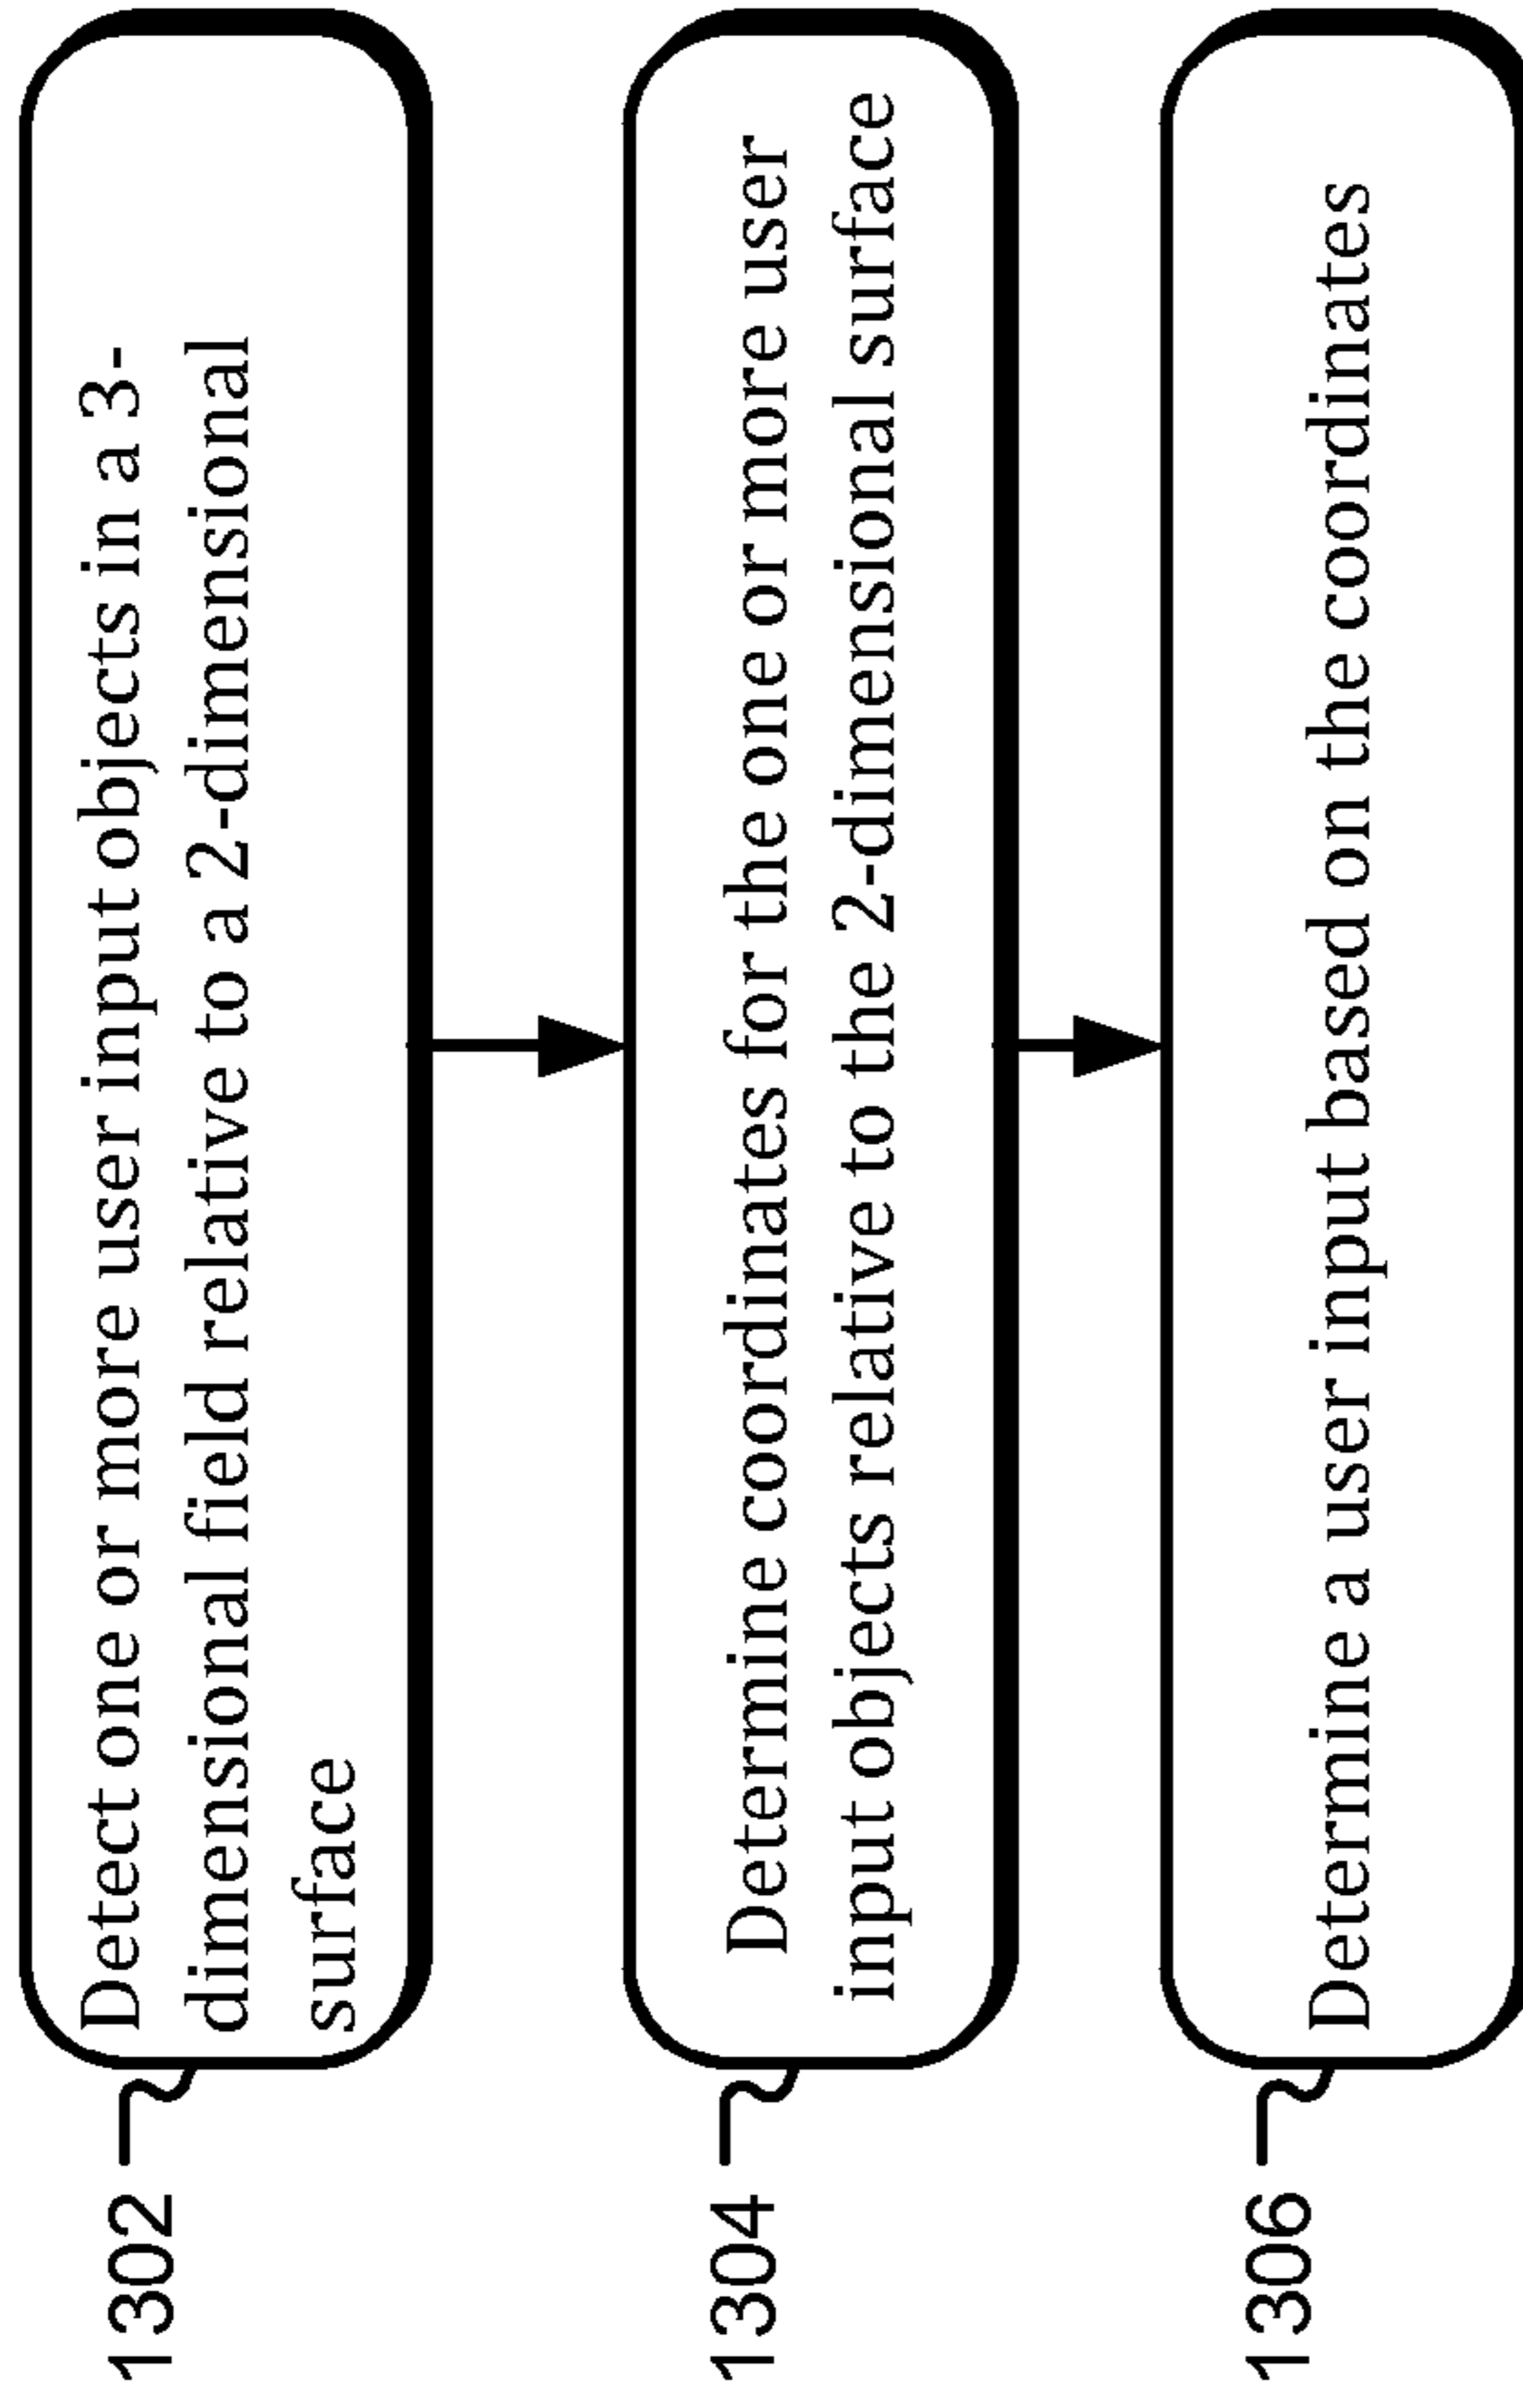 1302
Detect one or more user input objects in a 3-
dimensional field relative to a 2-dimensional
surface
1304
Determine coordinates for the one or more user
input objects relative to the 2-dimensional surface
1306
Determine a user input based on the coordinates